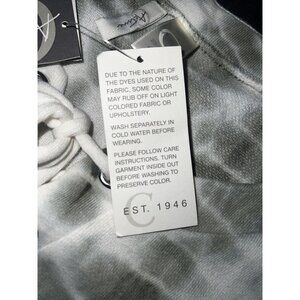 DUE TO THE NATURE OF
THE DYES USED ON THIS
FABRIC, SOME COLOR
MAY RUB OFF ON LIGHT
COLORED FABRIC OR
UPHOLSTERY.
WASH SEPARATELY IN
COLD WATER BEFORE
WEARING.
PLEASE FOLLOW CARE
INSTRUCTIONS. TURN
GARMENT INSIDE OUT
BEFORE WASHING TO
PRESERVE COLOR.
C
EST. 1946